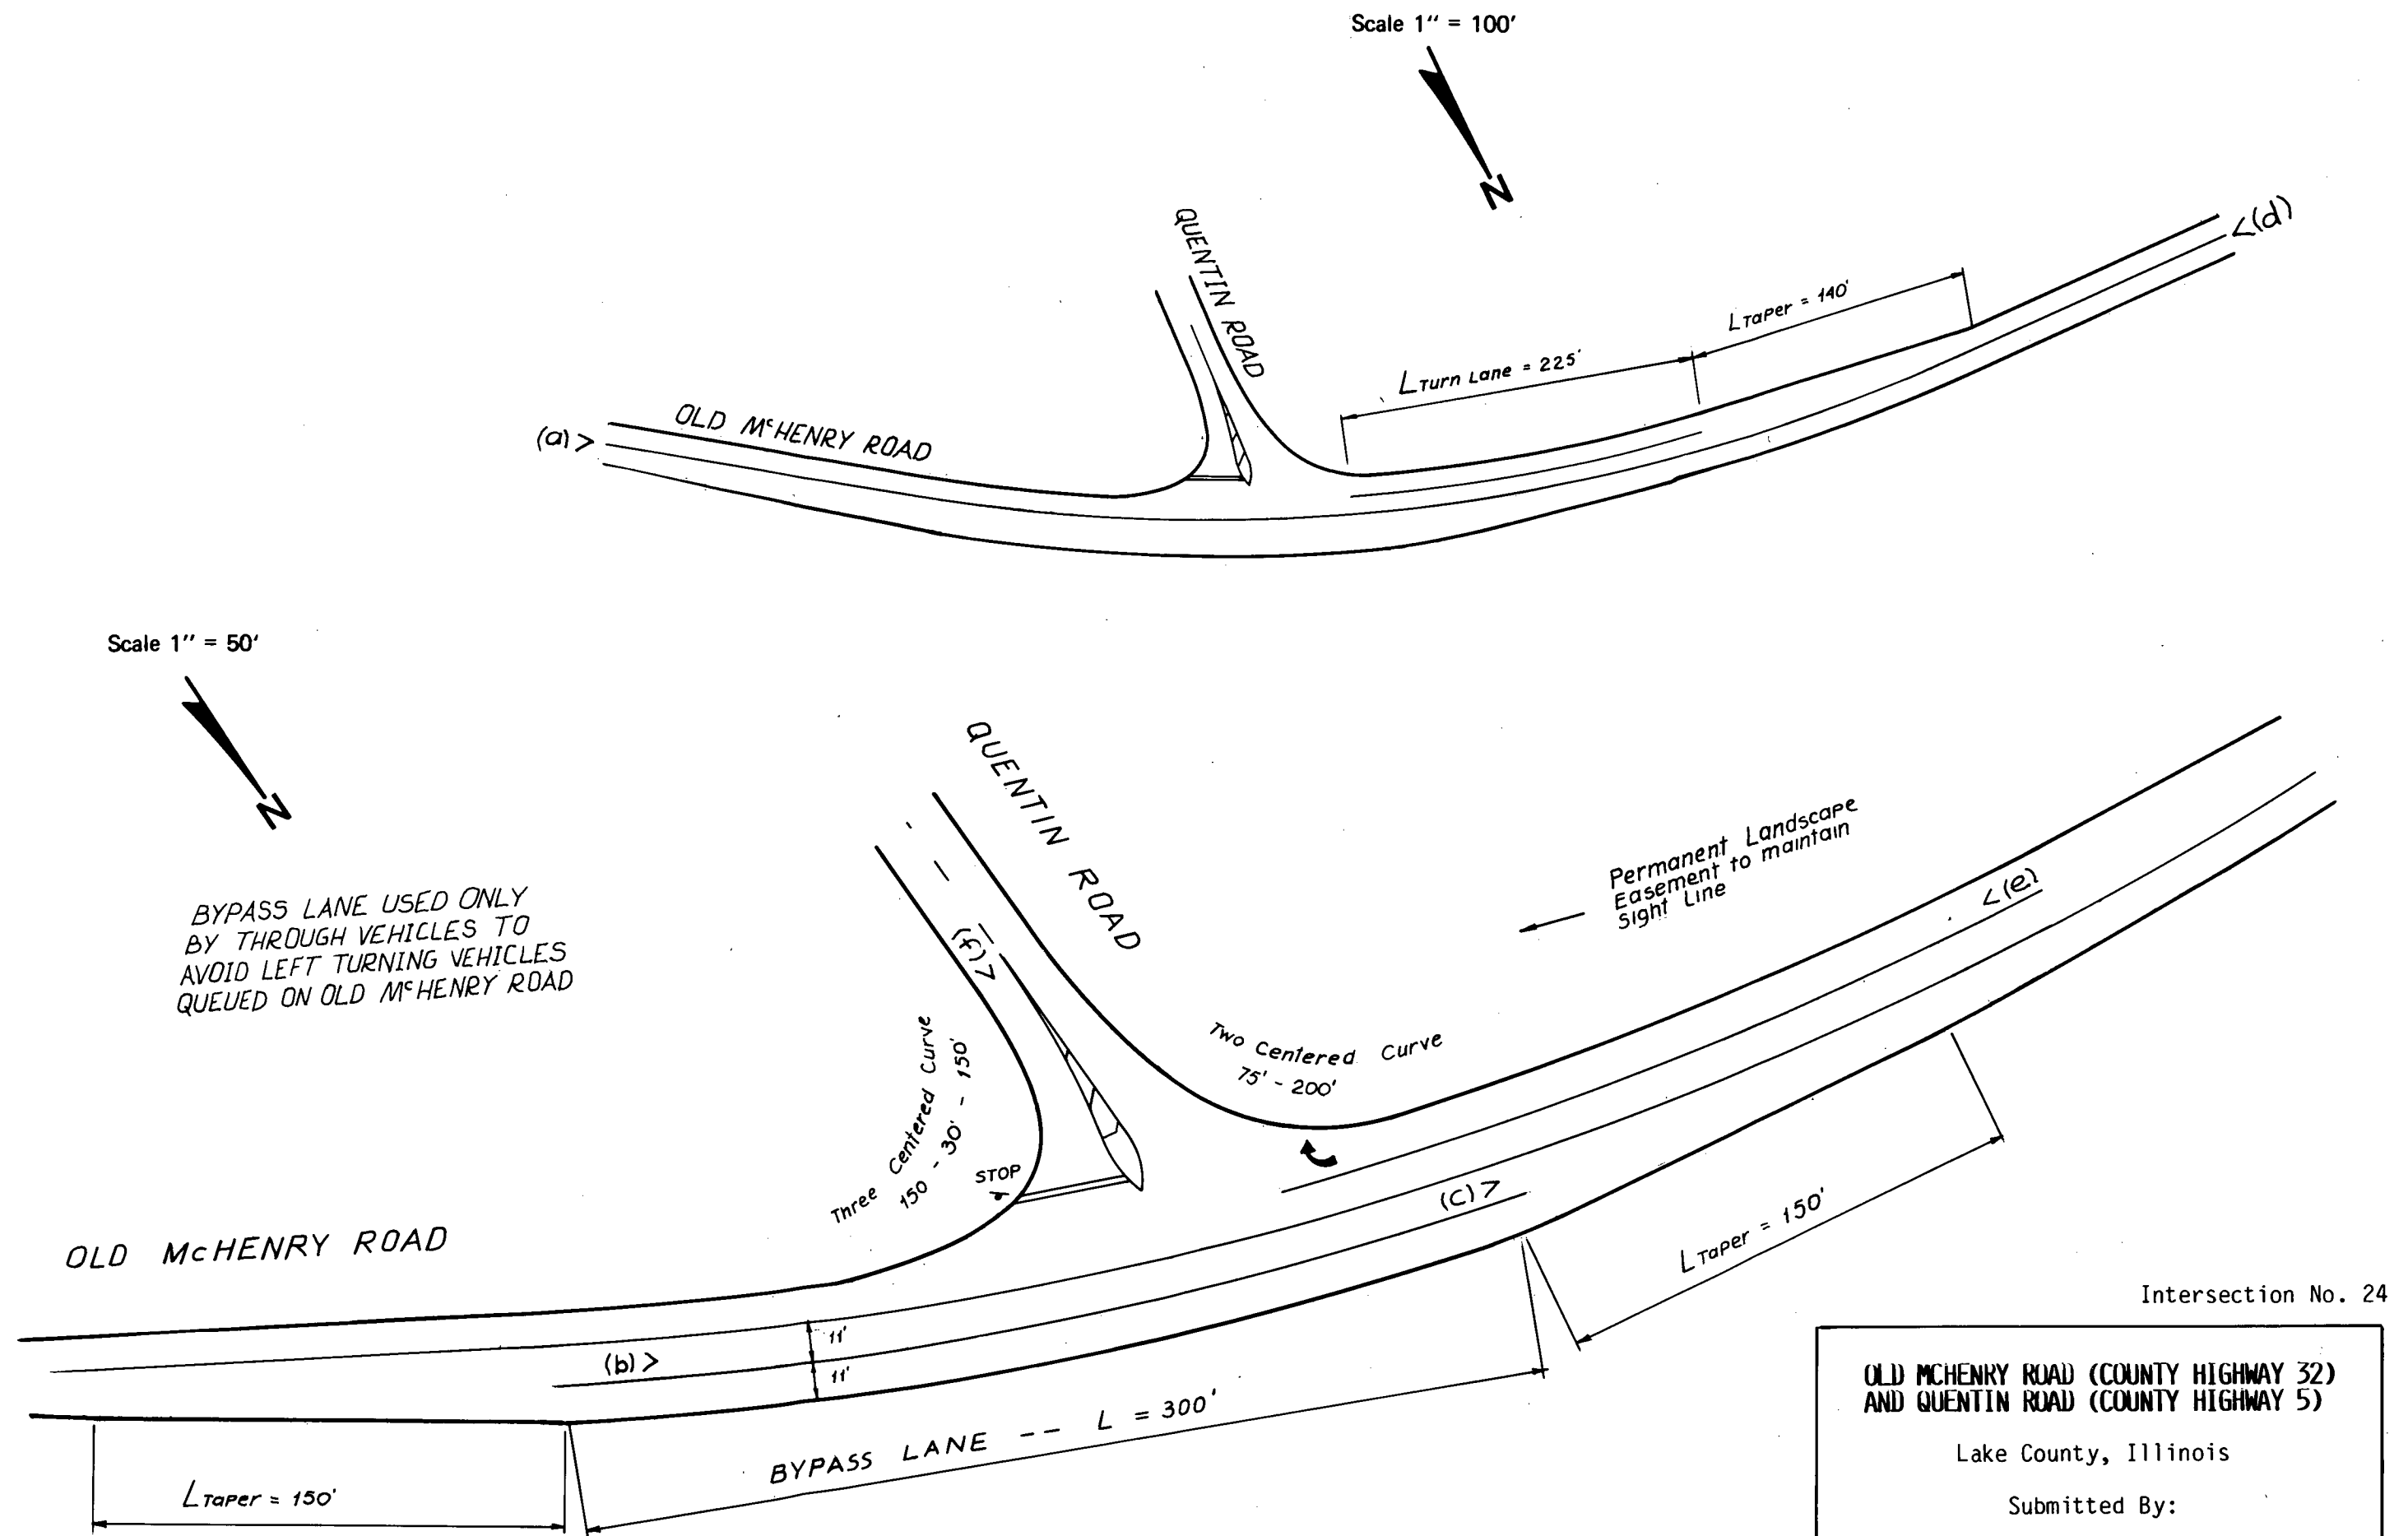 Scale 1" = 100'
N
QUENTIN ROAD
<(d)
L Taper = 140'
L Turn Lane = 225'
(a) >
OLD McHENRY ROAD
Scale 1" = 50'
N
QUENTIN ROAD
BYPASS LANE USED ONLY
BY THROUGH VEHICLES TO
AVOID LEFT TURNING VEHICLES
QUEUED ON OLD McHENRY ROAD
(f) >
Permanent Landscape
Easement to maintain
Sight Line
<(e)
Two Centered Curve
75' - 200'
Three Centered Curve
150 - 30' - 150'
STOP
(c) >
OLD McHENRY ROAD
L Taper = 150'
11'
(b) >
11'
BYPASS LANE -- L = 300'
L Taper = 150'
Intersection No. 24
OLD MCHENRY ROAD (COUNTY HIGHWAY 32)
AND QUENTIN ROAD (COUNTY HIGHWAY 5)
Lake County, Illinois
Submitted By: